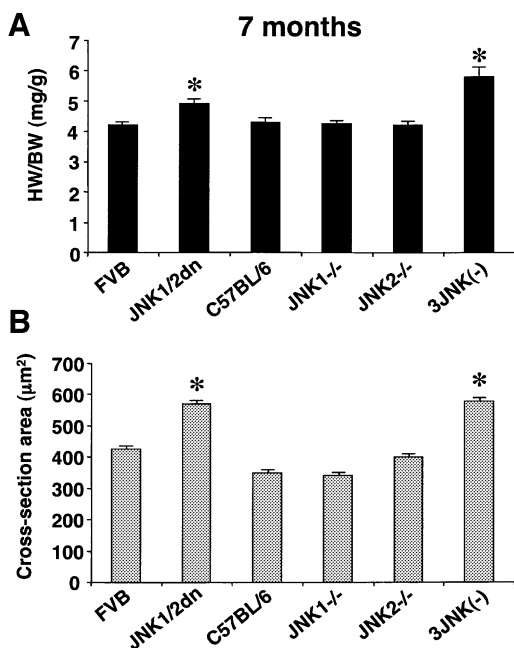 A
7 months
HW/BW (mg/g)
7
6
5
4
3
2
1
0
*
*
FVB
JNK1/2dn
C57BL/6
JNK1-/-
JNK2-/-
3JNK(-)
B
Cross-section area (μm²)
700
600
500
400
300
200
100
0
*
*
FVB
JNK1/2dn
C57BL/6
JNK1-/-
JNK2-/-
3JNK(-)